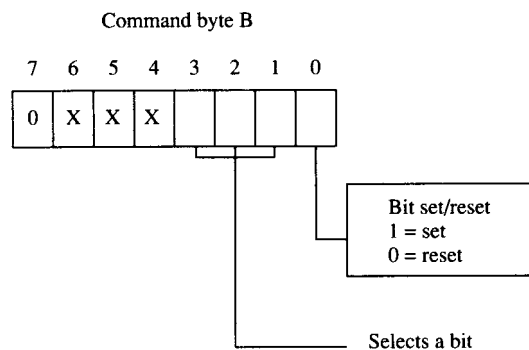 Command byte B
7 6 5 4 3 2 1 0
0 X X X
Bit set/reset
1 = set
0 = reset
Selects a bit